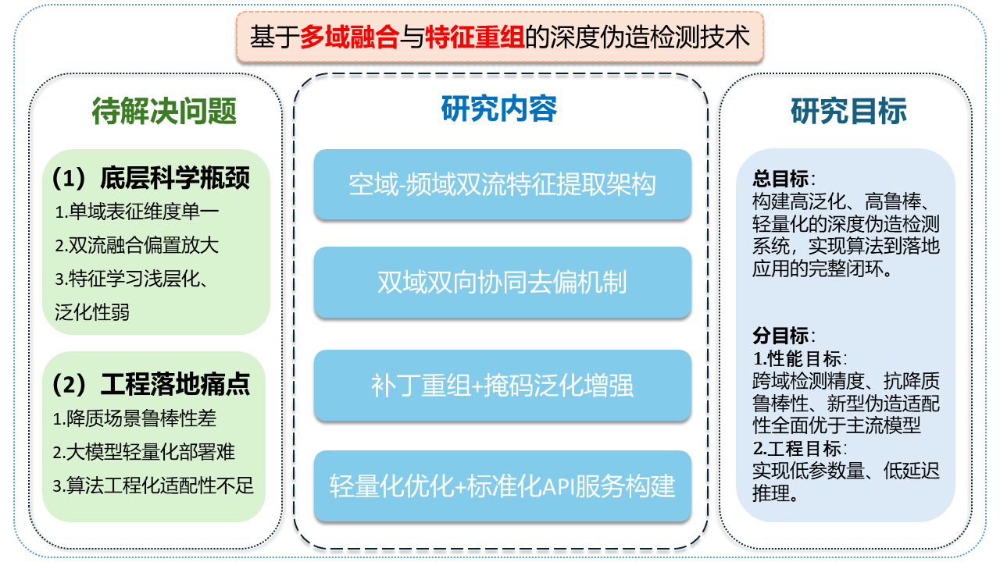 基于多域融合与特征重组的深度伪造检测技术
待解决问题
（1）底层科学瓶颈
1.单域表征维度单一
2.双流融合偏置放大
3.特征学习浅层化、
泛化性弱
（2）工程落地痛点
1.降质场景鲁棒性差
2.大模型轻量化部署难
3.算法工程化适配性不足
研究内容
空域-频域双流特征提取架构
双域双向协同去偏机制
补丁重组+掩码泛化增强
轻量化优化+标准化API服务构建
研究目标
总目标：
构建高泛化、高鲁棒、
轻量化的深度伪造检测
系统，实现算法到落地
应用的完整闭环。
分目标：
1.性能目标：
跨域检测精度、抗降质
鲁棒性、新型伪造适配
性全面优于主流模型
2.工程目标：
实现低参数量、低延迟
推理。